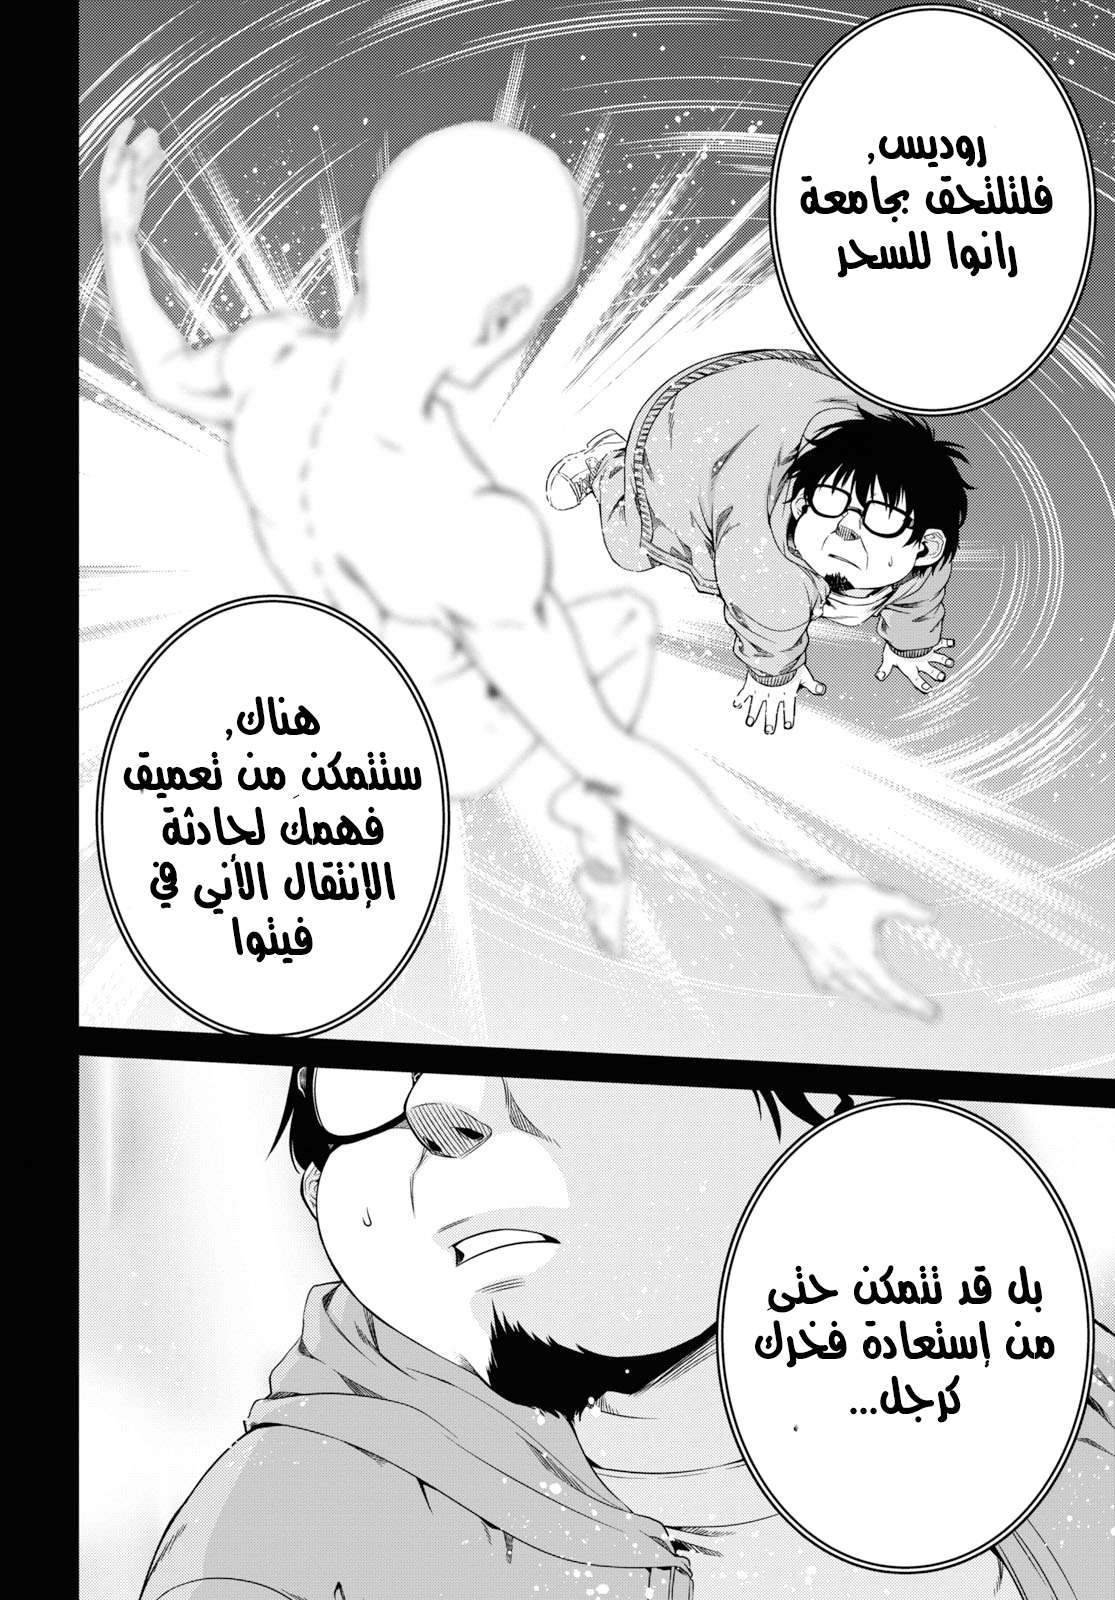 روديس,
فلتلتحق بجامعة
رانوا للسحر
هناك,
ستتمكن من تعميق
فهمك لحادثة
الإنتقال الأني في
فيتوا
بل قد تتمكن حتى
من إستعادة فخرك
كرجل...